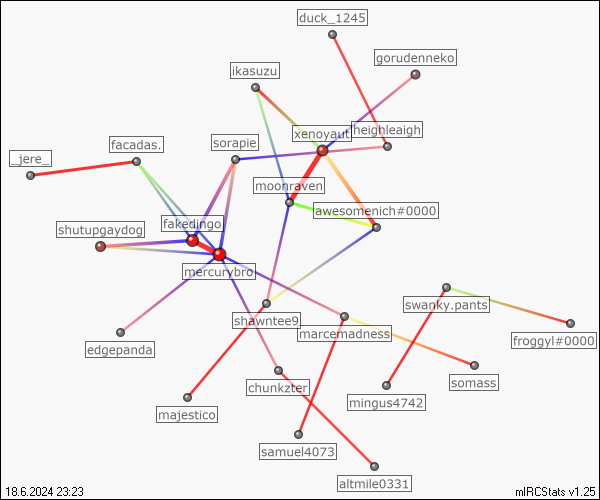 duck_1245
gorudenneko
ikasuzu
xenoyaut
heighleaigh
facadas.
sorapie
_jere_
moonraven
awesomenich#0000
fakedingo
shutupgaydog
mercurybro
swanky.pants
shawntee9
marcemadness
froggyl#0000
edgepanda
chunkzter
somass
mingus4742
majestico
samuel4073
altmile0331
18.6.2024 23:23
mIRCStats v1.25